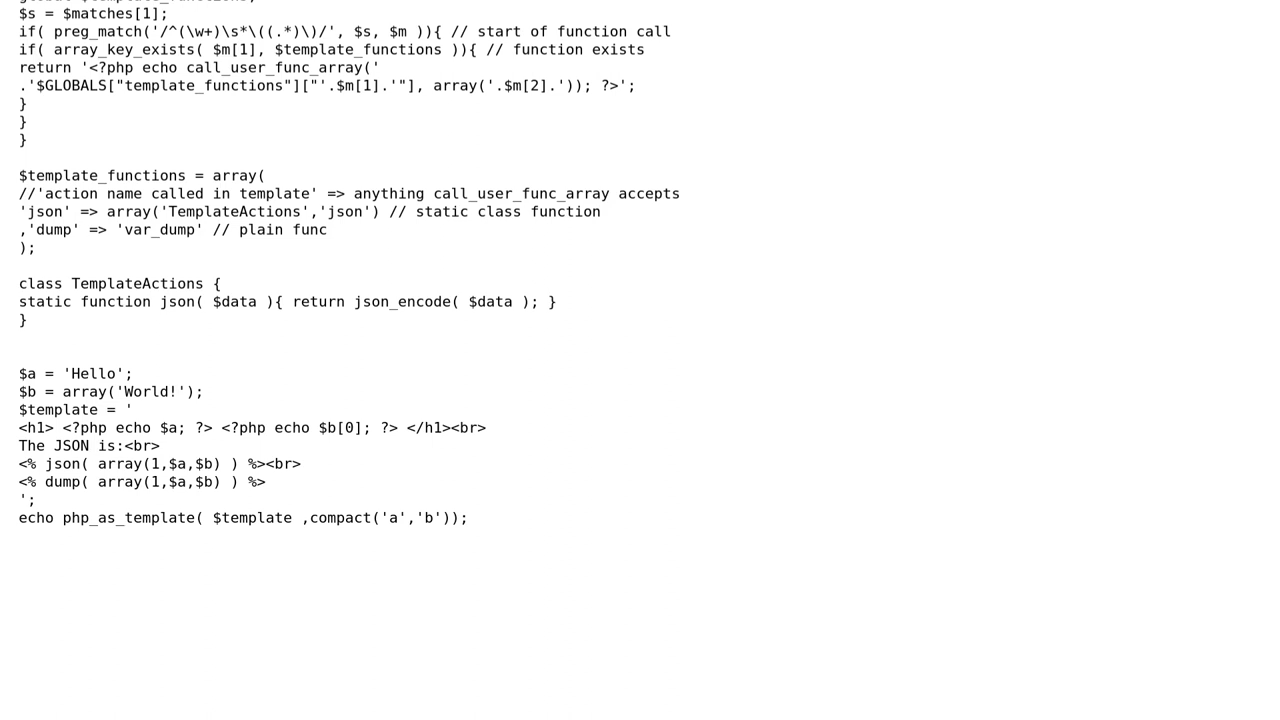 $s = $matches[1];
if( preg_match('/^(\w+)\s*\((.*)\)/', $s, $m )){ // start of function call
if( array_key_exists( $m[1], $template_functions )){ // function exists
return '<?php echo call_user_func_array('
.'$GLOBALS["template_functions"]["'.$m[1].'"], array('.$m[2].')); ?>';
}
}
}

$template_functions = array(
//'action name called in template' => anything call_user_func_array accepts
'json' => array('TemplateActions','json') // static class function
,'dump' => 'var_dump' // plain func
);

class TemplateActions {
static function json( $data ){ return json_encode( $data ); }
}

$a = 'Hello';
$b = array('World!');
$template = '
<h1> <?php echo $a; ?> <?php echo $b[0]; ?> </h1><br>
The JSON is:<br>
<% json( array(1,$a,$b) ) %><br>
<% dump( array(1,$a,$b) ) %>
';
echo php_as_template( $template ,compact('a','b'));